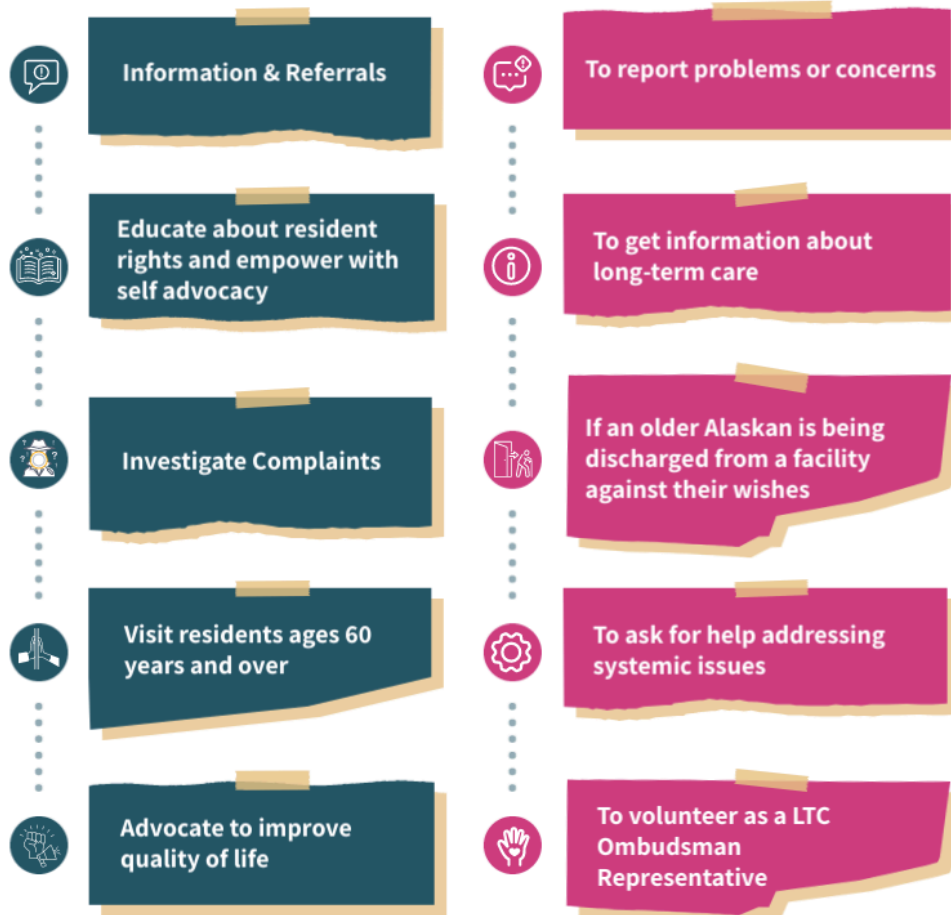 Information & Referrals
Educate about resident
rights and empower with
self advocacy
Investigate Complaints
Visit residents ages 60
years and over
Advocate to improve
quality of life
To report problems or concerns
To get information about
long-term care
If an older Alaskan is being
discharged from a facility
against their wishes
To ask for help addressing
systemic issues
To volunteer as a LTC
Ombudsman
Representative